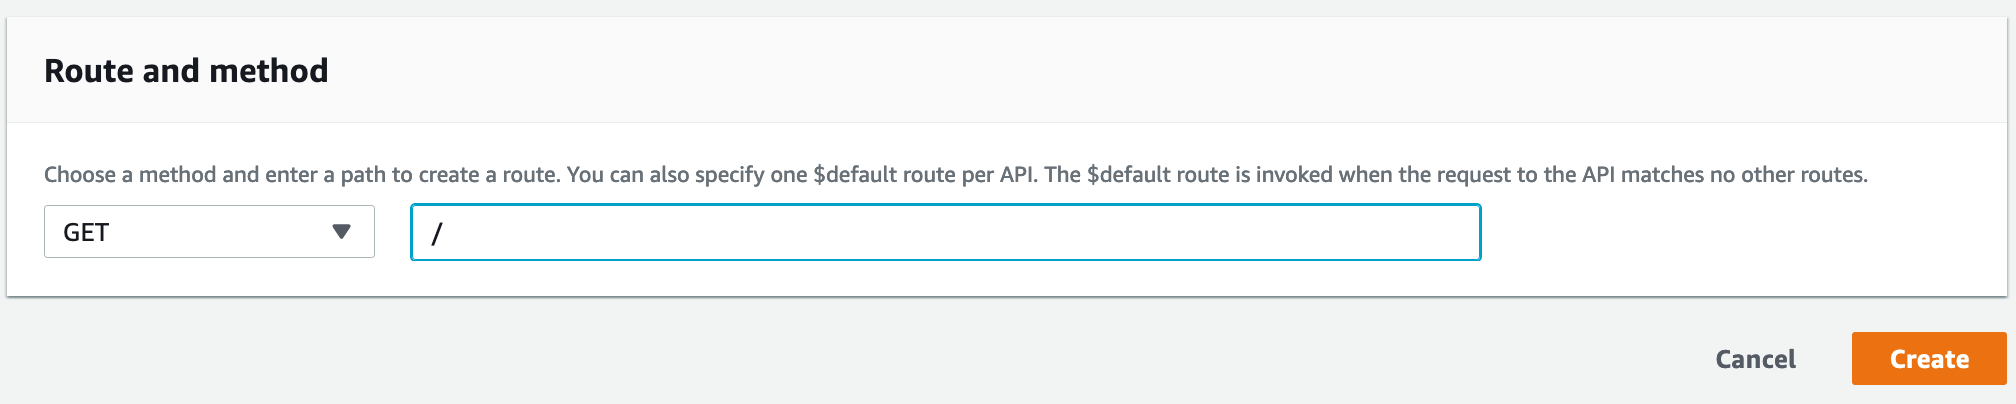 Route and method
Choose a method and enter a path to create a route. You can also specify one $default route per API. The $default route is invoked when the request to the API matches no other routes.
GET
/
Cancel
Create